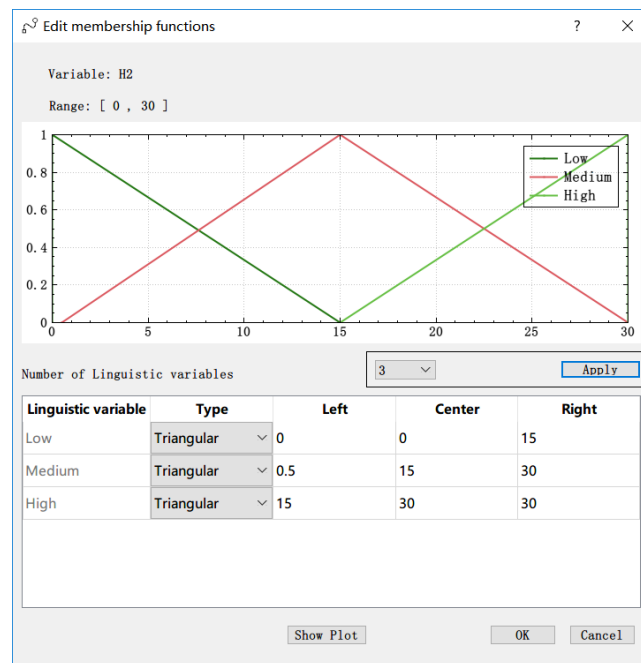 Edit membership functions ? ×
Variable: H2
Range: [ 0 , 30 ]
1
0.8
0.6
0.4
0.2
0
0 5 10 15 20 25 30
Low
Medium
High
Number of Linguistic variables 3 Apply
Linguistic variable Type Left Center Right
Low Triangular 0 0 15
Medium Triangular 0.5 15 30
High Triangular 15 30 30
Show Plot OK Cancel